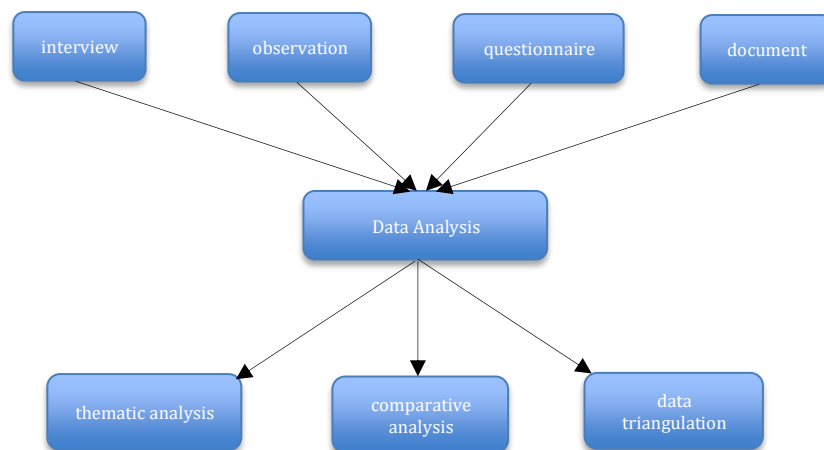 interview
observation
questionnaire
document
Data Analysis
thematic analysis
comparative
analysis
data
triangulation